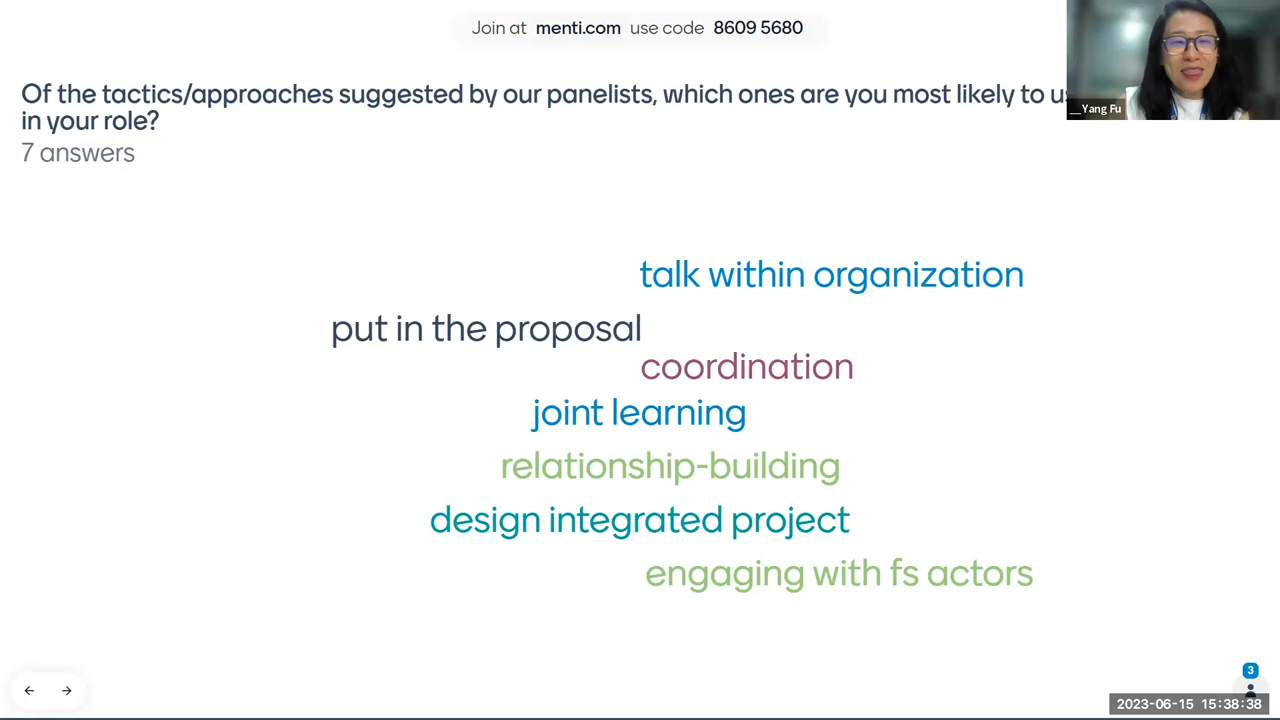 Join at menti.com use code 8609 5680
Of the tactics/approaches suggested by our panelists, which ones are you most likely to
in your role?
7 answers
__Yang Fu
talk within organization
put in the proposal
coordination
joint learning
relationship-building
design integrated project
engaging with fs actors
3
2023-06-15 15:38:38